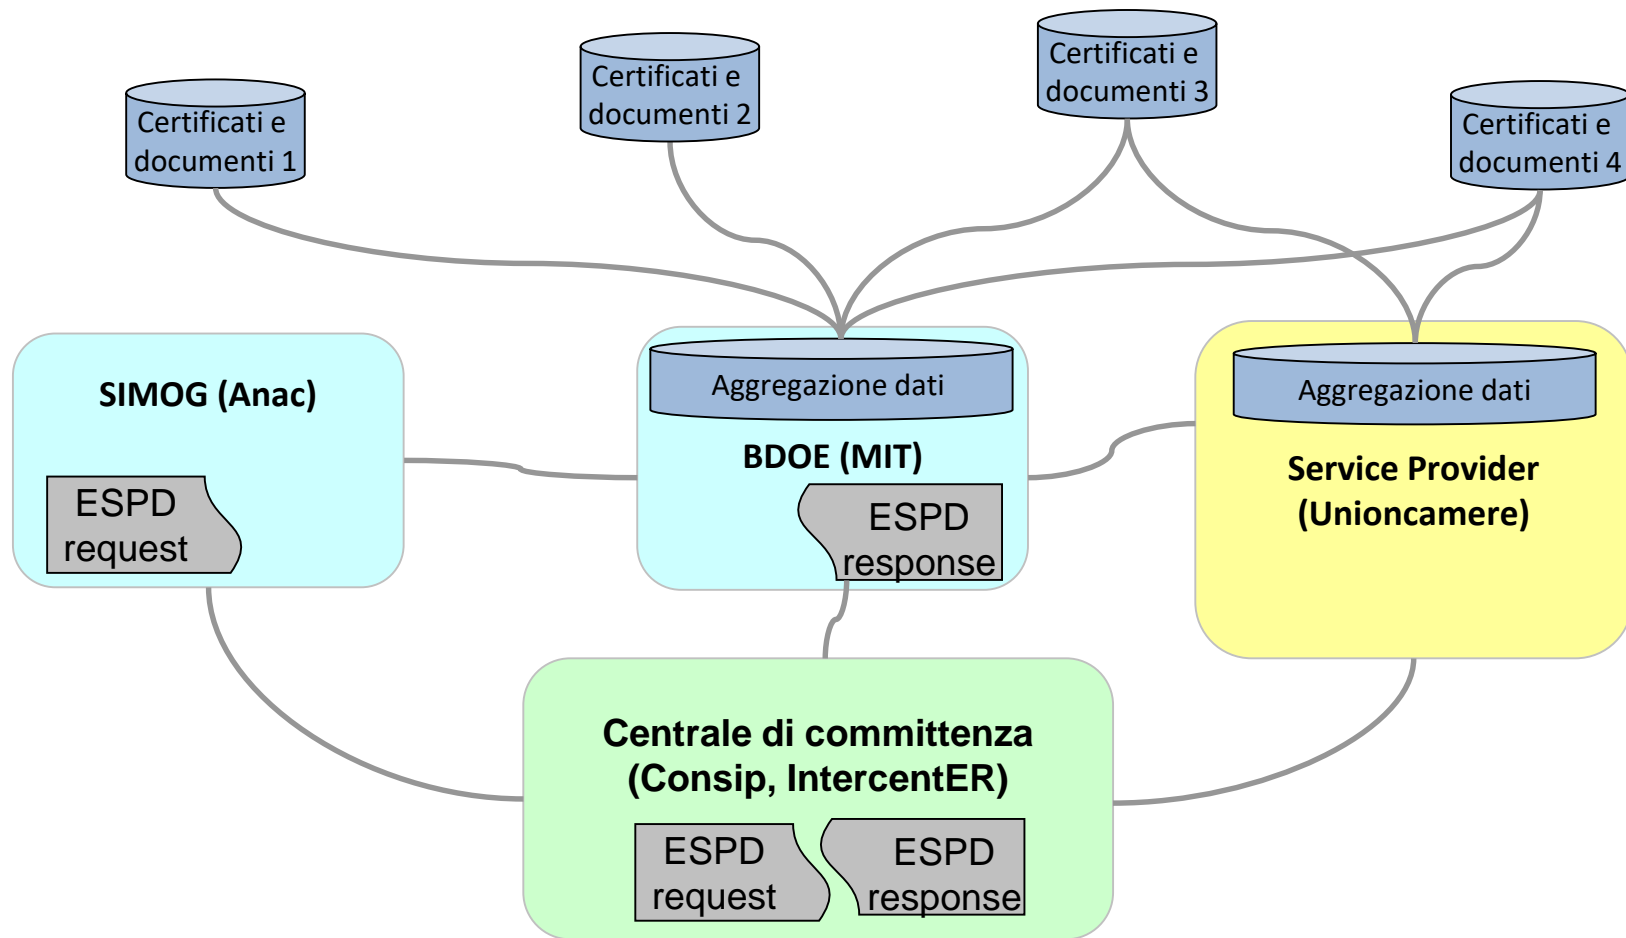 Certificati e
documenti 1
Certificati e
documenti 2
Certificati e
documenti 3
Certificati e
documenti 4
SIMOG (Anac)
ESPD
request
Aggregazione dati
BDOE (MIT)
ESPD
response
Aggregazione dati
Service Provider
(Unioncamere)
Centrale di committenza
(Consip, IntercentER)
ESPD
request
ESPD
response